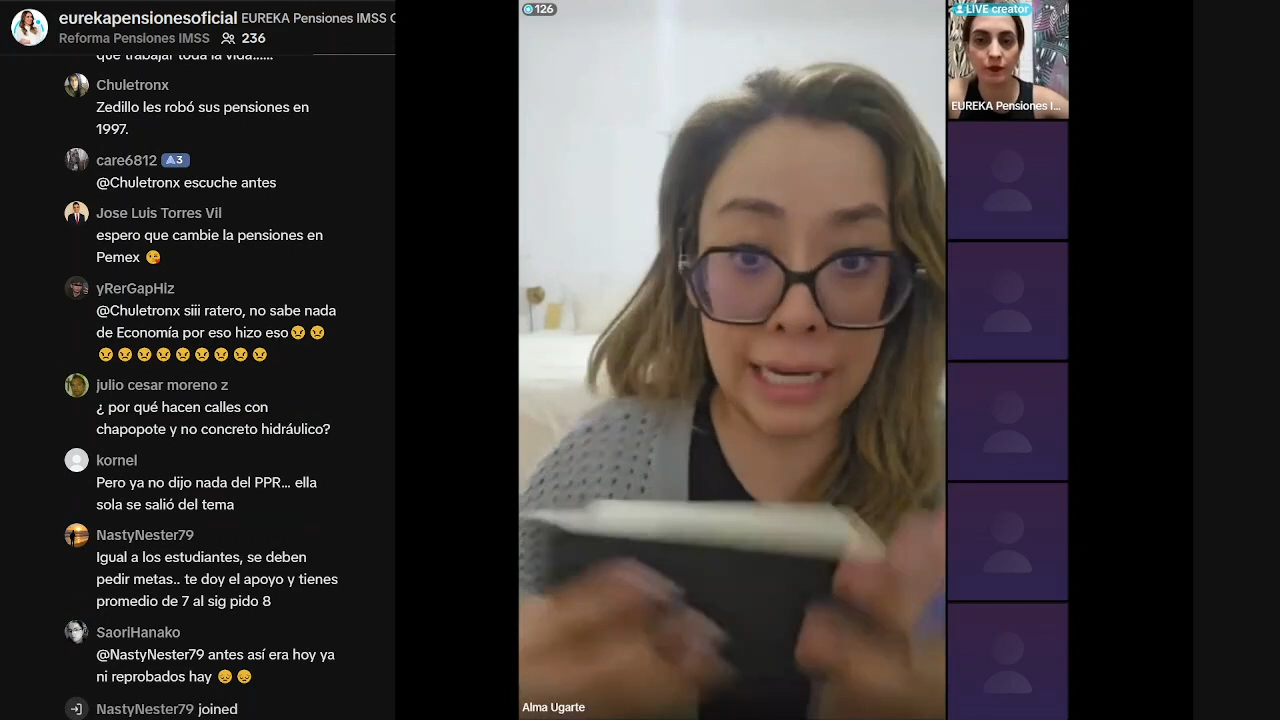 eurekapensionesoficial EUREKA Pensiones IMSS
Reforma Pensiones IMSS 236
que trabajar toda la vida......
Chuletronx
Zedillo les robó sus pensiones en
1997.
care6812 3
@Chuletronx escuche antes
Jose Luis Torres Vil
espero que cambie la pensiones en
Pemex 😘
yRerGapHlz
@Chuletronx siii ratero, no sabe nada
de Economía por eso hizo eso😠😠
😠😠😠😠😠😠😠😠😠
julio cesar moreno z
¿ por qué hacen calles con
chapopote y no concreto hidráulico?
kornel
Pero ya no dijo nada del PPR... ella
sola se salió del tema
NastyNester79
Igual a los estudiantes, se deben
pedir metas.. te doy el apoyo y tienes
promedio de 7 al sig pido 8
SaoriHanako
@NastyNester79 antes así era hoy ya
ni reprobados hay 😞😞
NastyNester79 joined
126
Alma Ugarte
LIVE creator
EUREKA Pensiones I...